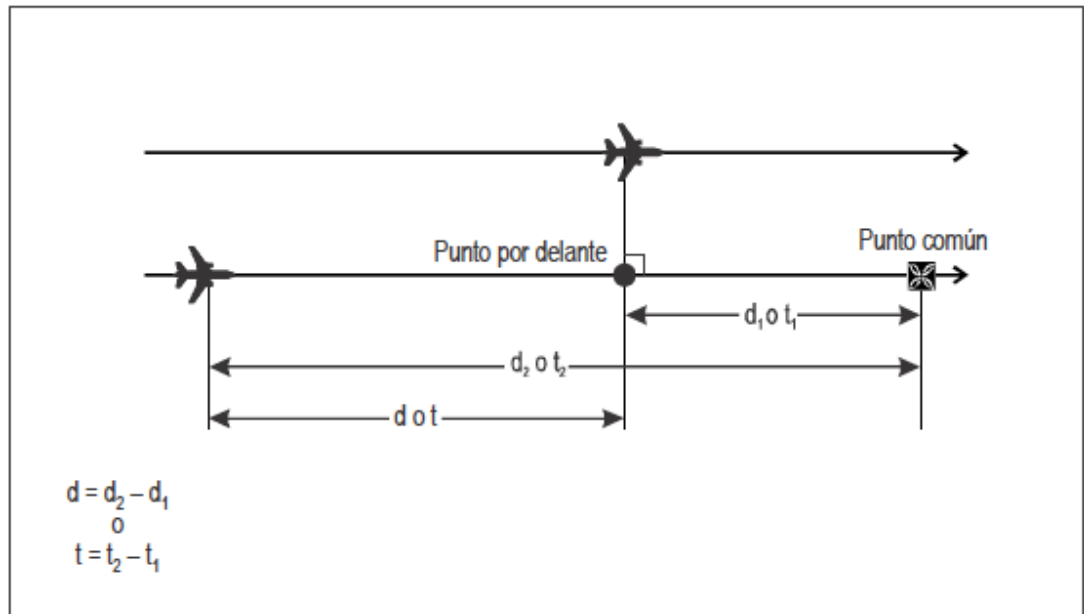 Punto por delante
Punto común
d₁ o t₁
d₂ o t₂
d o t
d = d₂ – d₁
o
t = t₂ – t₁